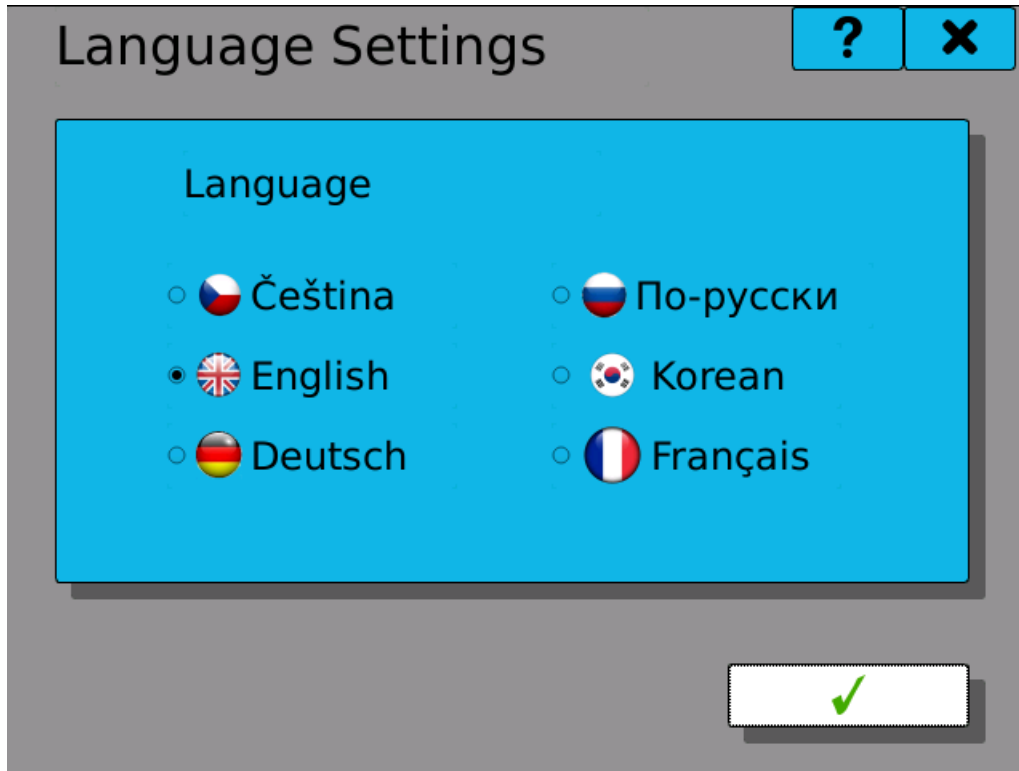 Language Settings
?
Language
Čeština
По-русски
English
Korean
Deutsch
Français